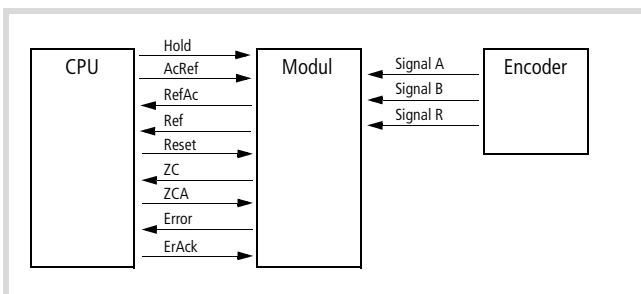 CPU
Hold
AcRef
RefAc
Ref
Reset
ZC
ZCA
Error
ErAck
Modul
Signal A
Signal B
Signal R
Encoder